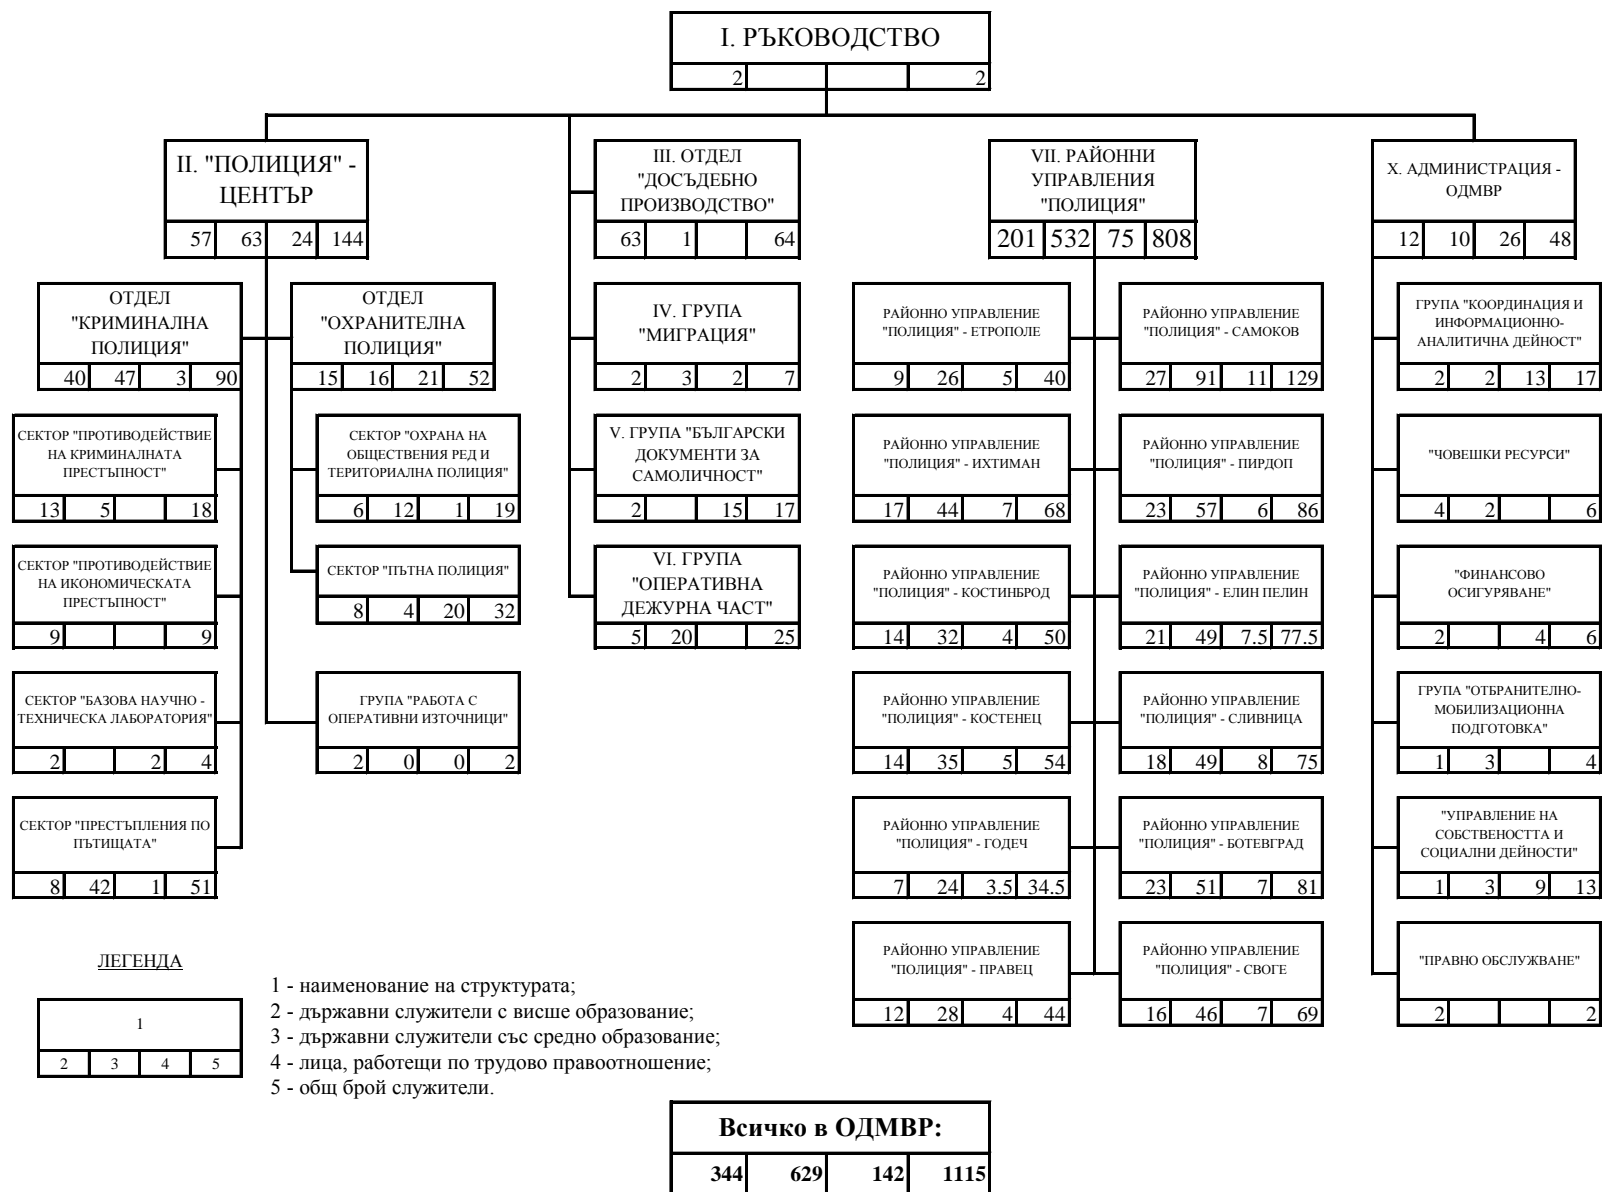 I. РЪКОВОДСТВО
2 2
II. "ПОЛИЦИЯ" -
ЦЕНТЪР
57 63 24 144
III. ОТДЕЛ
"ДОСЪДЕБНО
ПРОИЗВОДСТВО"
63 1 64
VII. РАЙОННИ
УПРАВЛЕНИЯ
"ПОЛИЦИЯ"
201 532 75 808
X. АДМИНИСТРАЦИЯ -
ОДМВР
12 10 26 48
ОТДЕЛ
"КРИМИНАЛНА
ПОЛИЦИЯ"
40 47 3 90
ОТДЕЛ
"ОХРАНИТЕЛНА
ПОЛИЦИЯ"
15 16 21 52
IV. ГРУПА
"МИГРАЦИЯ"
2 3 2 7
РАЙОННО УПРАВЛЕНИЕ
"ПОЛИЦИЯ" - ЕТРОПОЛЕ
9 26 5 40
РАЙОННО УПРАВЛЕНИЕ
"ПОЛИЦИЯ" - САМОКОВ
27 91 11 129
ГРУПА "КООРДИНАЦИЯ И
ИНФОРМАЦИОННО-
АНАЛИТИЧНА ДЕЙНОСТ"
2 2 13 17
СЕКТОР "ПРОТИВОДЕЙСТВИЕ
НА КРИМИНАЛНАТА
ПРЕСТЪПНОСТ"
13 5 18
СЕКТОР "ОХРАНА НА
ОБЩЕСТВЕНИЯ РЕД И
ТЕРИТОРИАЛНА ПОЛИЦИЯ"
6 12 1 19
V. ГРУПА "БЪЛГАРСКИ
ДОКУМЕНТИ ЗА
САМОЛИЧНОСТ"
2 15 17
РАЙОННО УПРАВЛЕНИЕ
"ПОЛИЦИЯ" - ИХТИМАН
17 44 7 68
РАЙОННО УПРАВЛЕНИЕ
"ПОЛИЦИЯ" - ПИРДОП
23 57 6 86
"ЧОВЕШКИ РЕСУРСИ"
4 2 6
СЕКТОР "ПРОТИВОДЕЙСТВИЕ
НА ИКОНОМИЧЕСКАТА
ПРЕСТЪПНОСТ"
9 9
СЕКТОР "ПЪТНА ПОЛИЦИЯ"
8 4 20 32
VI. ГРУПА
"ОПЕРАТИВНА
ДЕЖУРНА ЧАСТ"
5 20 25
РАЙОННО УПРАВЛЕНИЕ
"ПОЛИЦИЯ" - КОСТИНБРОД
14 32 4 50
РАЙОННО УПРАВЛЕНИЕ
"ПОЛИЦИЯ" - ЕЛИН ПЕЛИН
21 49 7.5 77.5
"ФИНАНСОВО
ОСИГУРЯВАНЕ"
2 4 6
СЕКТОР "БАЗОВА НАУЧНО -
ТЕХНИЧЕСКА ЛАБОРАТОРИЯ"
2 2 4
ГРУПА "РАБОТА С
ОПЕРАТИВНИ ИЗТОЧНИЦИ"
2 0 0 2
РАЙОННО УПРАВЛЕНИЕ
"ПОЛИЦИЯ" - КОСТЕНЕЦ
14 35 5 54
РАЙОННО УПРАВЛЕНИЕ
"ПОЛИЦИЯ" - СЛИВНИЦА
18 49 8 75
ГРУПА "ОТБРАНИТЕЛНО-
МОБИЛИЗАЦИОННА
ПОДГОТОВКА"
1 3 4
СЕКТОР "ПРЕСТЪПЛЕНИЯ ПО
ПЪТИЩАТА"
8 42 1 51
РАЙОННО УПРАВЛЕНИЕ
"ПОЛИЦИЯ" - ГОДЕЧ
7 24 3.5 34.5
РАЙОННО УПРАВЛЕНИЕ
"ПОЛИЦИЯ" - БОТЕВГРАД
23 51 7 81
"УПРАВЛЕНИЕ НА
СОБСТВЕНОСТТА И
СОЦИАЛНИ ДЕЙНОСТИ"
1 3 9 13
РАЙОННО УПРАВЛЕНИЕ
"ПОЛИЦИЯ" - ПРАВЕЦ
12 28 4 44
РАЙОННО УПРАВЛЕНИЕ
"ПОЛИЦИЯ" - СВОГЕ
16 46 7 69
"ПРАВНО ОБСЛУЖВАНЕ"
2 2
ЛЕГЕНДА
1
2 3 4 5
1 - наименование на структурата;
2 - държавни служители с висше образование;
3 - държавни служители със средно образование;
4 - лица, работещи по трудово правоотношение;
5 - общ брой служители.
Всичко в ОДМВР:
344 629 142 1115